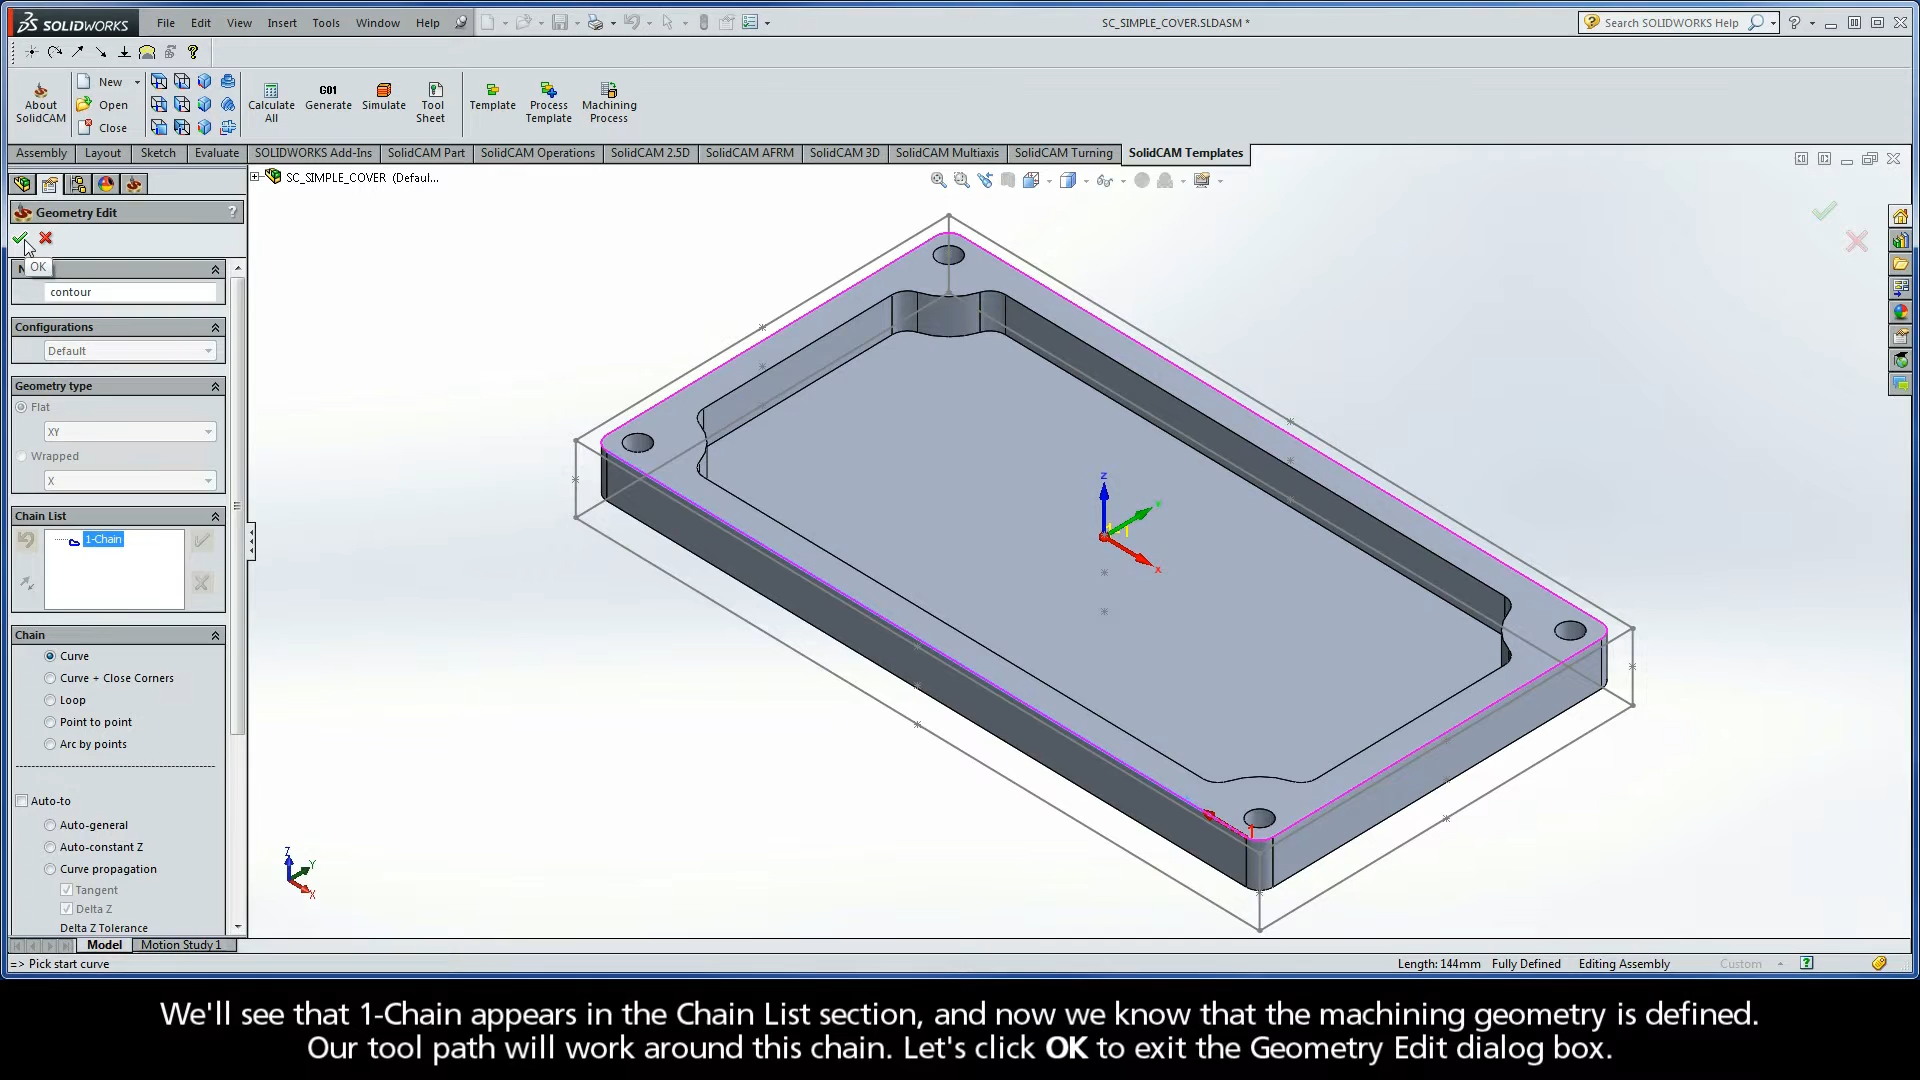 SOLIDWORKS File Edit View Insert Tools Window Help SC_SIMPLE_COVER.SLDASM * Search SOLIDWORKS Help
About SolidCAM
New
Open
Close
Calculate All
G01 Generate
Simulate
Tool Sheet
Template
Process Template
Machining Process
Assembly Layout Sketch Evaluate SOLIDWORKS Add-Ins SolidCAM Part SolidCAM Operations SolidCAM 2.5D SolidCAM AFRM SolidCAM 3D SolidCAM Multiaxis SolidCAM Turning SolidCAM Templates
SC_SIMPLE_COVER (Defaul...
Geometry Edit ?
OK
N
contour
Configurations
Default
Geometry type
Flat
XY
Wrapped
X
Chain List
1-Chain
Chain
Curve
Curve + Close Corners
Loop
Point to point
Arc by points
Auto-to
Auto-general
Auto-constant Z
Curve propagation
Tangent
Delta Z
Delta Z Tolerance
Z
Y
X
Z
Y
X
Model Motion Study 1
=> Pick start curve Length: 144mm Fully Defined Editing Assembly Custom
We'll see that 1-Chain appears in the Chain List section, and now we know that the machining geometry is defined.
Our tool path will work around this chain. Let's click OK to exit the Geometry Edit dialog box.